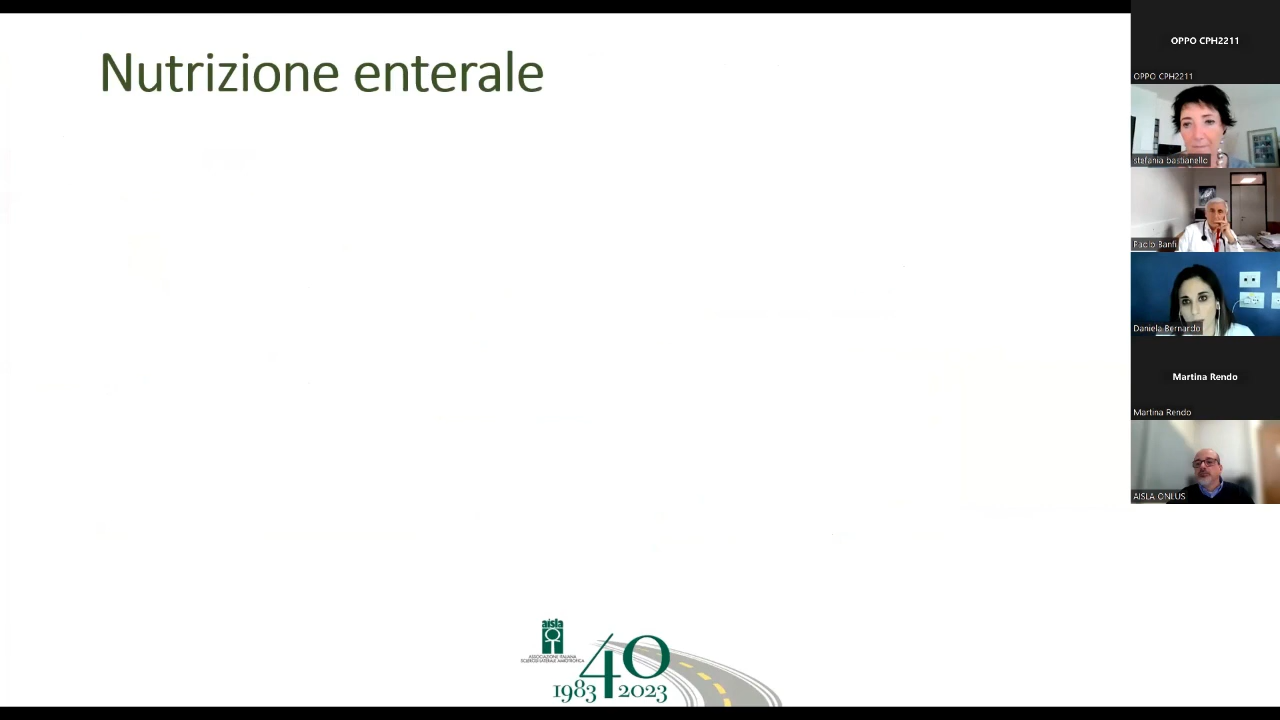 Nutrizione enterale
OPPO CPH2211
OPPO CPH2211
stefania bastianello
Paolo Banfi
Daniela Bernardo
Martina Rendo
Martina Rendo
AISLA ONLUS
aisla
ASSOCIAZIONE ITALIANA
SCLEROSI LATERALE AMIOTROFICA
40
1983 2023